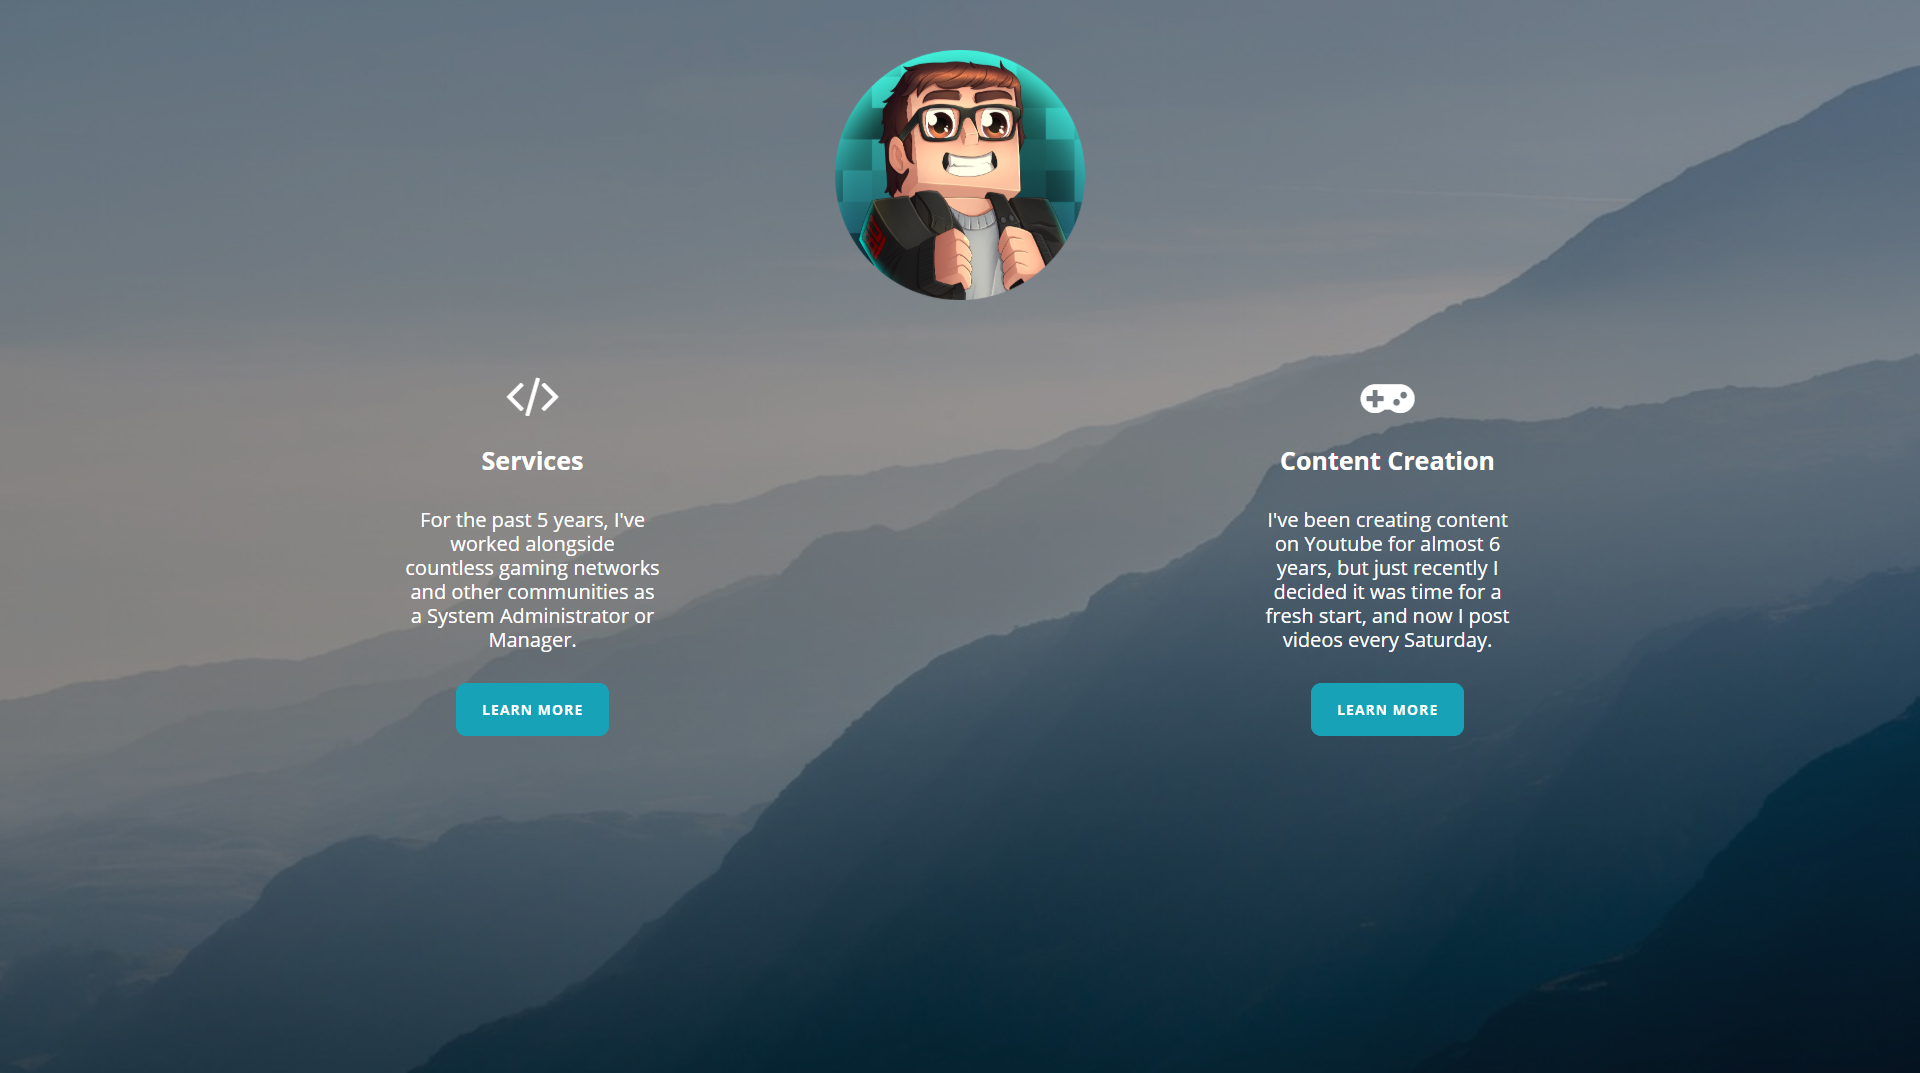 Services
For the past 5 years, I've
worked alongside
countless gaming networks
and other communities as
a System Administrator or
Manager.
LEARN MORE
Content Creation
I've been creating content
on Youtube for almost 6
years, but just recently I
decided it was time for a
fresh start, and now I post
videos every Saturday.
LEARN MORE